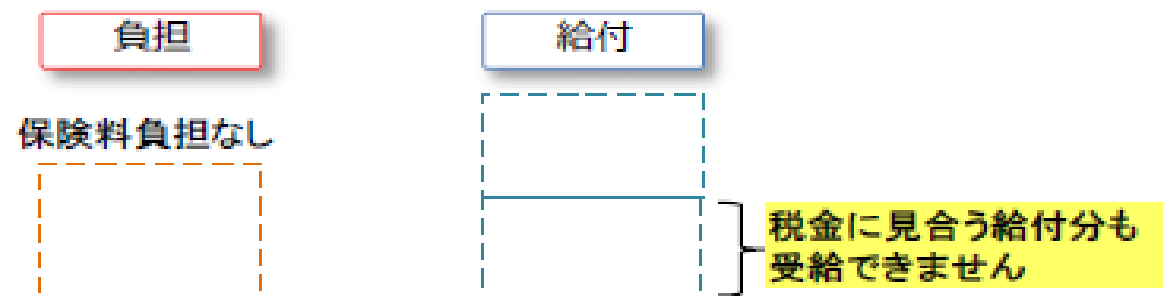 負担
給付
保険料負担なし
税金に見合う給付分も
受給できません